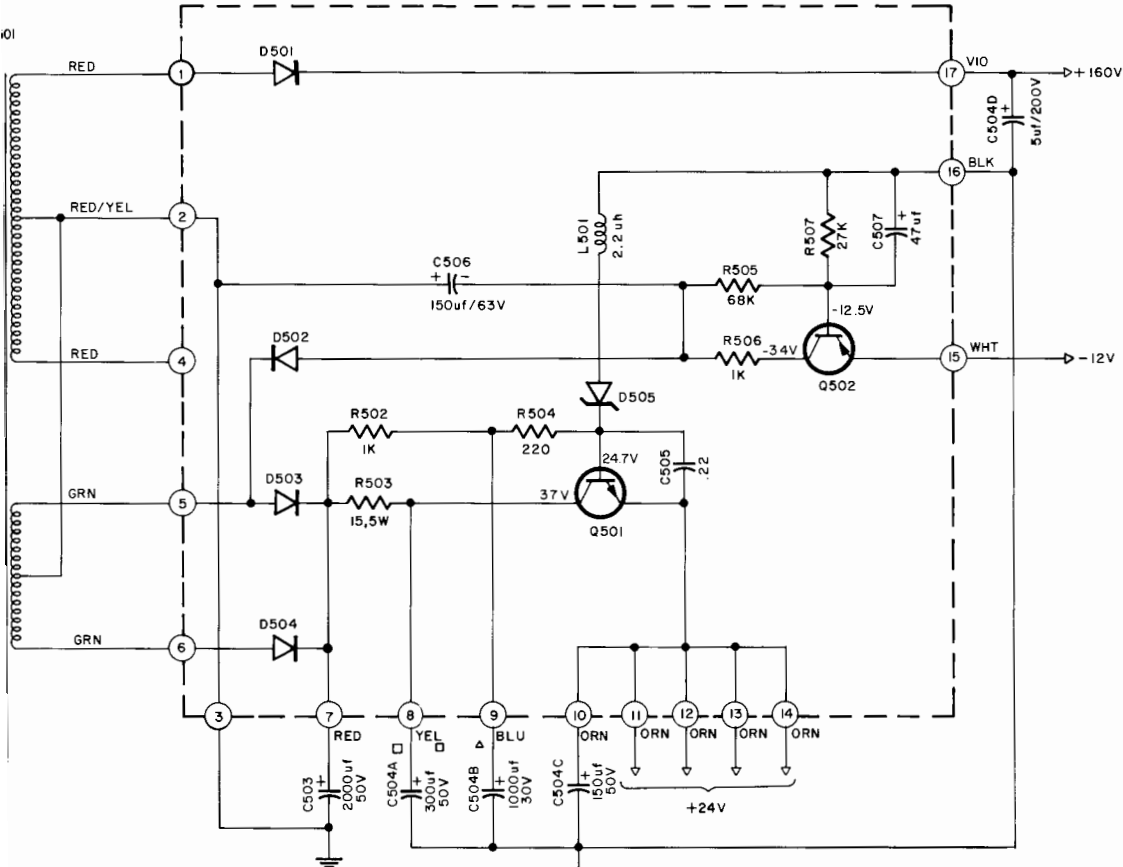 501
D501
RED
1
17
VIO
+160V
C504D
+
5uf/200V
16
BLK
RED/YEL
2
L501
2.2uh
R507
27K
C507
+
47uf
C506
+
-
150uf/63V
R505
68K
-12.5V
D502
RED
4
R506
1K
-34V
Q502
15
WHT
-12V
D505
R502
1K
R504
220
24.7V
C505
.22
GRN
5
D503
R503
15,5W
37V
Q501
GRN
6
D504
3
7
8
9
10
11
12
13
14
RED
YEL
BLU
ORN
ORN
ORN
ORN
ORN
C503
+
2000uf
50V
C504A
+
300uf
50V
C504B
+
1000uf
30V
C504C
+
150uf
50V
+24V